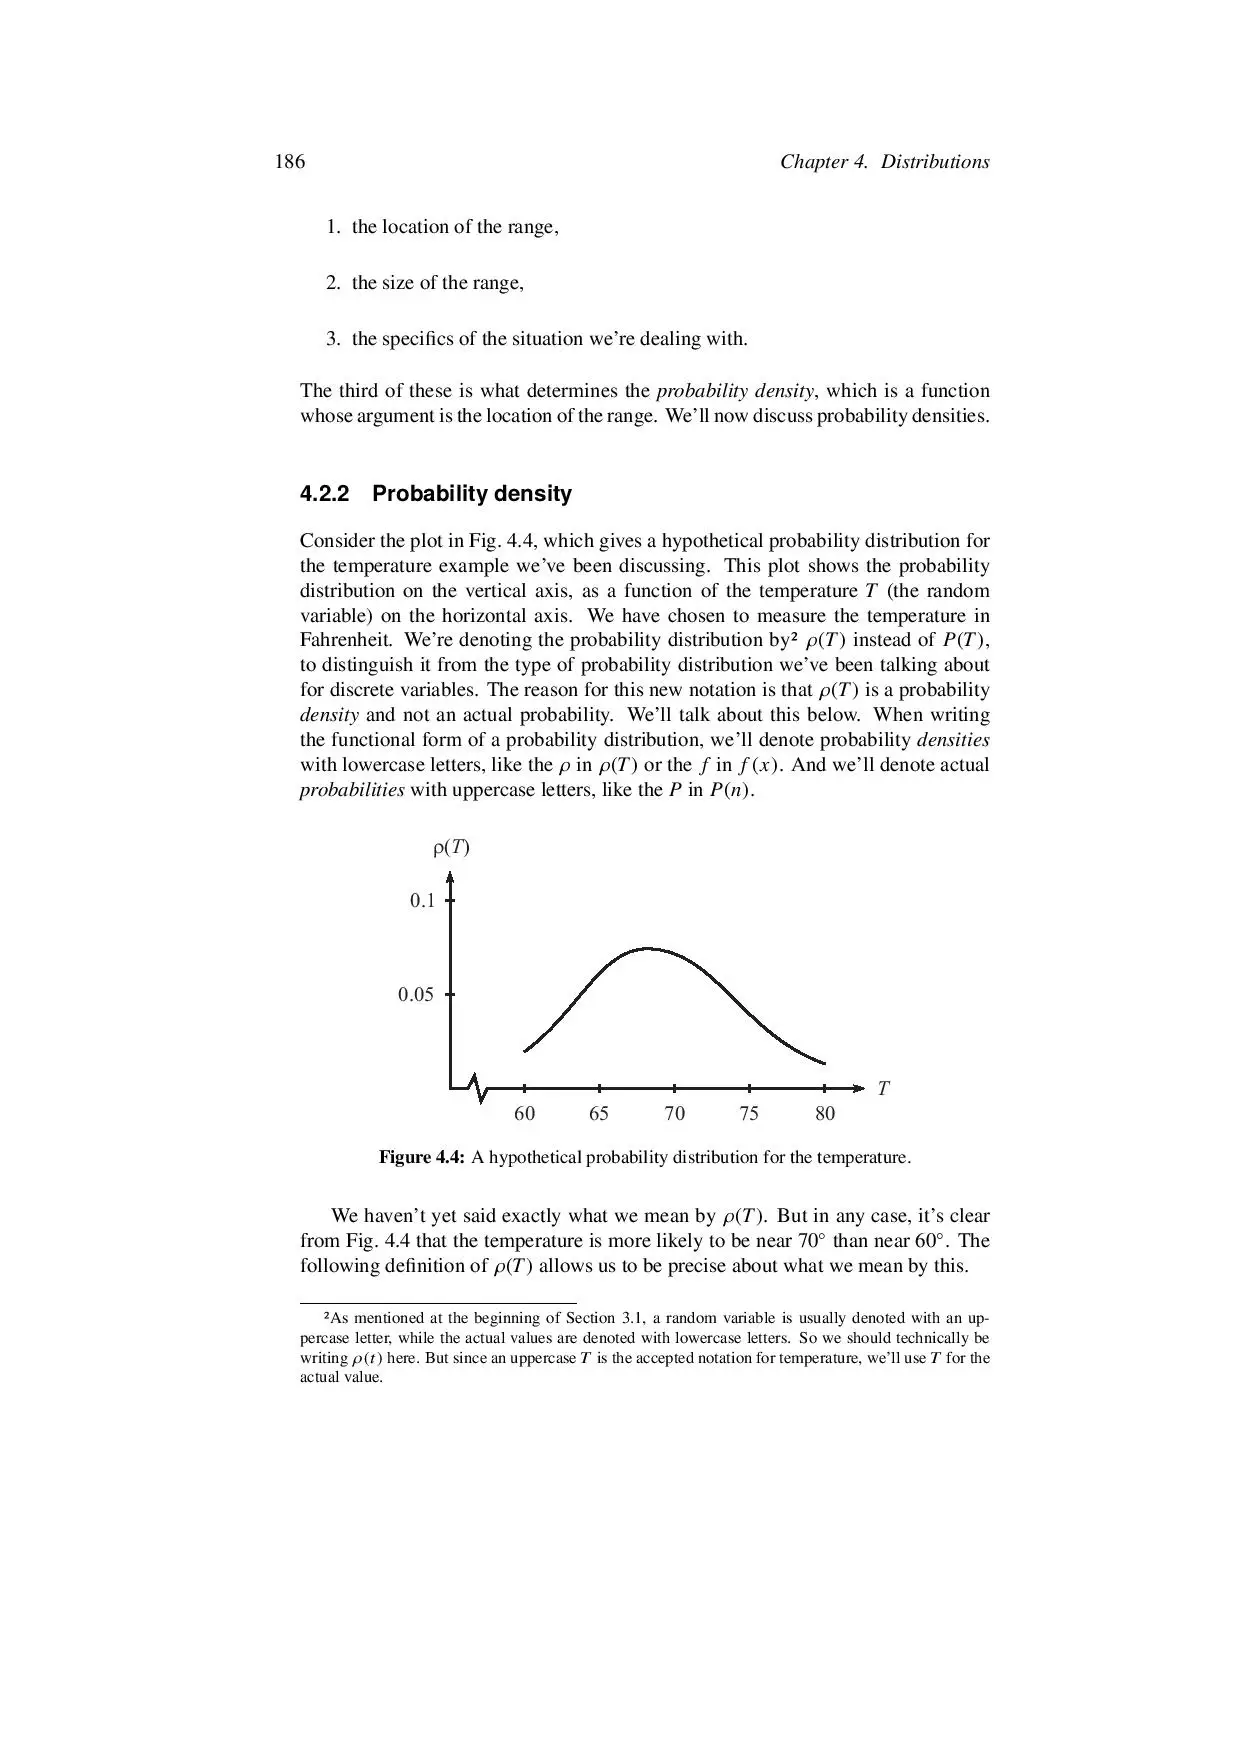 186 Chapter 4. Distributions
1. the location of the range,
2. the size of the range,
3. the specifics of the situation we're dealing with.
The third of these is what determines the probability density, which is a function
whose argument is the location of the range. We'll now discuss probability densities.
4.2.2 Probability density
Consider the plot in Fig. 4.4, which gives a hypothetical probability distribution for
the temperature example we've been discussing. This plot shows the probability
distribution on the vertical axis, as a function of the temperature T (the random
variable) on the horizontal axis. We have chosen to measure the temperature in
Fahrenheit. We're denoting the probability distribution by² ρ(T) instead of P(T),
to distinguish it from the type of probability distribution we've been talking about
for discrete variables. The reason for this new notation is that ρ(T) is a probability
density and not an actual probability. We'll talk about this below. When writing
the functional form of a probability distribution, we'll denote probability densities
with lowercase letters, like the ρ in ρ(T) or the f in f(x). And we'll denote actual
probabilities with uppercase letters, like the P in P(n).
ρ(T)
0.1
0.05
T
60 65 70 75 80
Figure 4.4: A hypothetical probability distribution for the temperature.
We haven't yet said exactly what we mean by ρ(T). But in any case, it's clear
from Fig. 4.4 that the temperature is more likely to be near 70° than near 60°. The
following definition of ρ(T) allows us to be precise about what we mean by this.
²As mentioned at the beginning of Section 3.1, a random variable is usually denoted with an up-
percase letter, while the actual values are denoted with lowercase letters. So we should technically be
writing ρ(t) here. But since an uppercase T is the accepted notation for temperature, we'll use T for the
actual value.